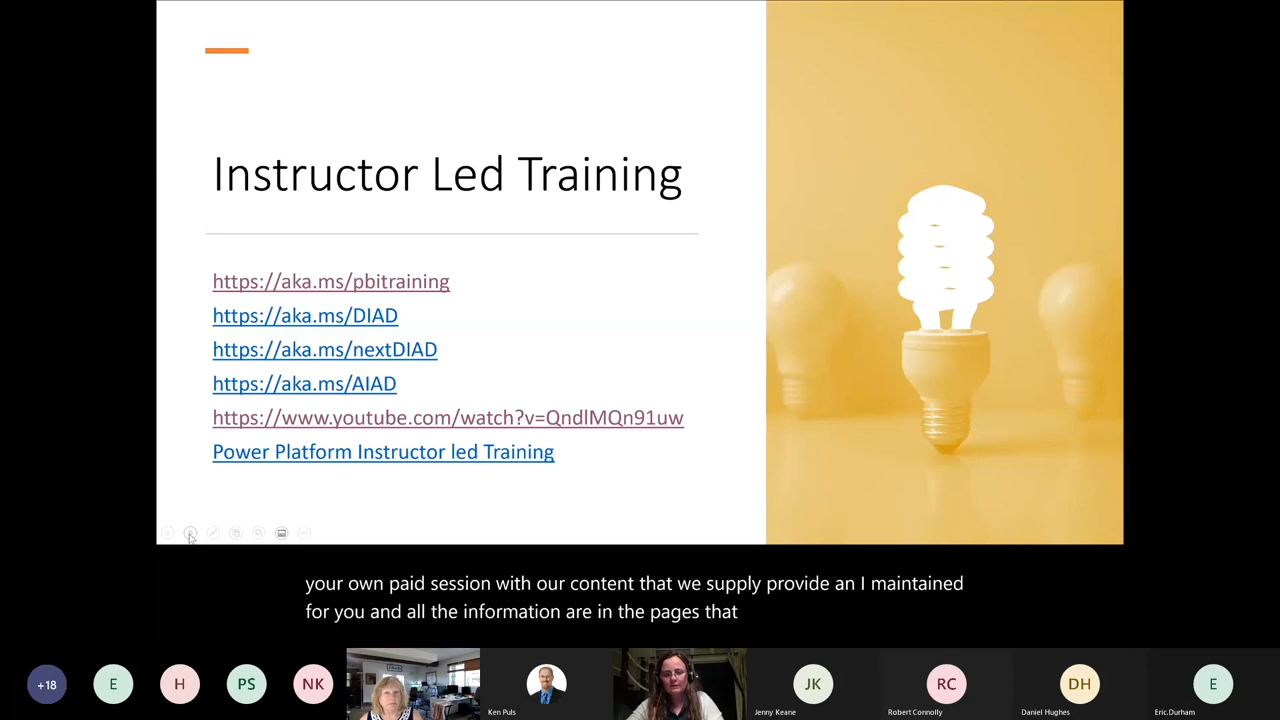 Instructor Led Training
https://aka.ms/pbitraining
https://aka.ms/DIAD
https://aka.ms/nextDIAD
https://aka.ms/AIAD
https://www.youtube.com/watch?v=QndlMQn91uw
Power Platform Instructor led Training
your own paid session with our content that we supply provide an I maintained
for you and all the information are in the pages that
+18
E
H
PS
NK
Ken Puls
JK
Jenny Keane
RC
Robert Connolly
DH
Daniel Hughes
E
Eric.Durham